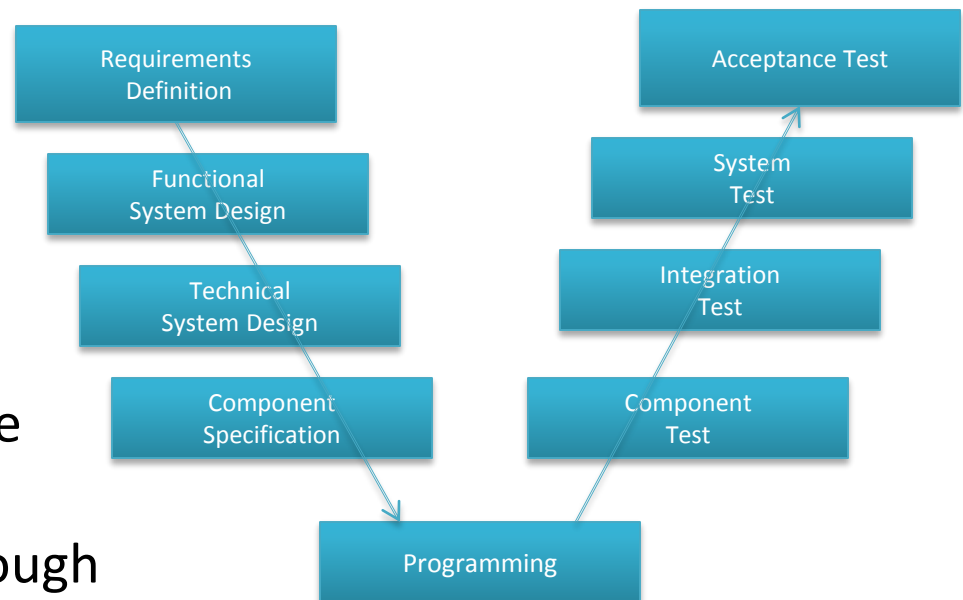 Requirements
Definition
Acceptance Test
Functional
System Design
System
Test
Technical
System Design
Integration
Test
Component
Specification
Component
Test
Programming